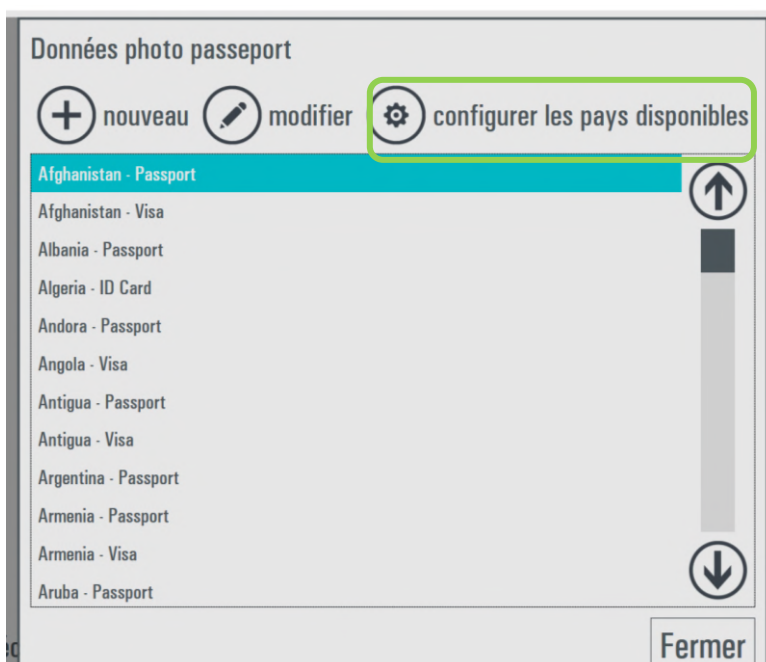 Données photo passeport
nouveau modifier configurer les pays disponibles
Afghanistan - Passport
Afghanistan - Visa
Albania - Passport
Algeria - ID Card
Andora - Passport
Angola - Visa
Antigua - Passport
Antigua - Visa
Argentina - Passport
Armenia - Passport
Armenia - Visa
Aruba - Passport
Fermer